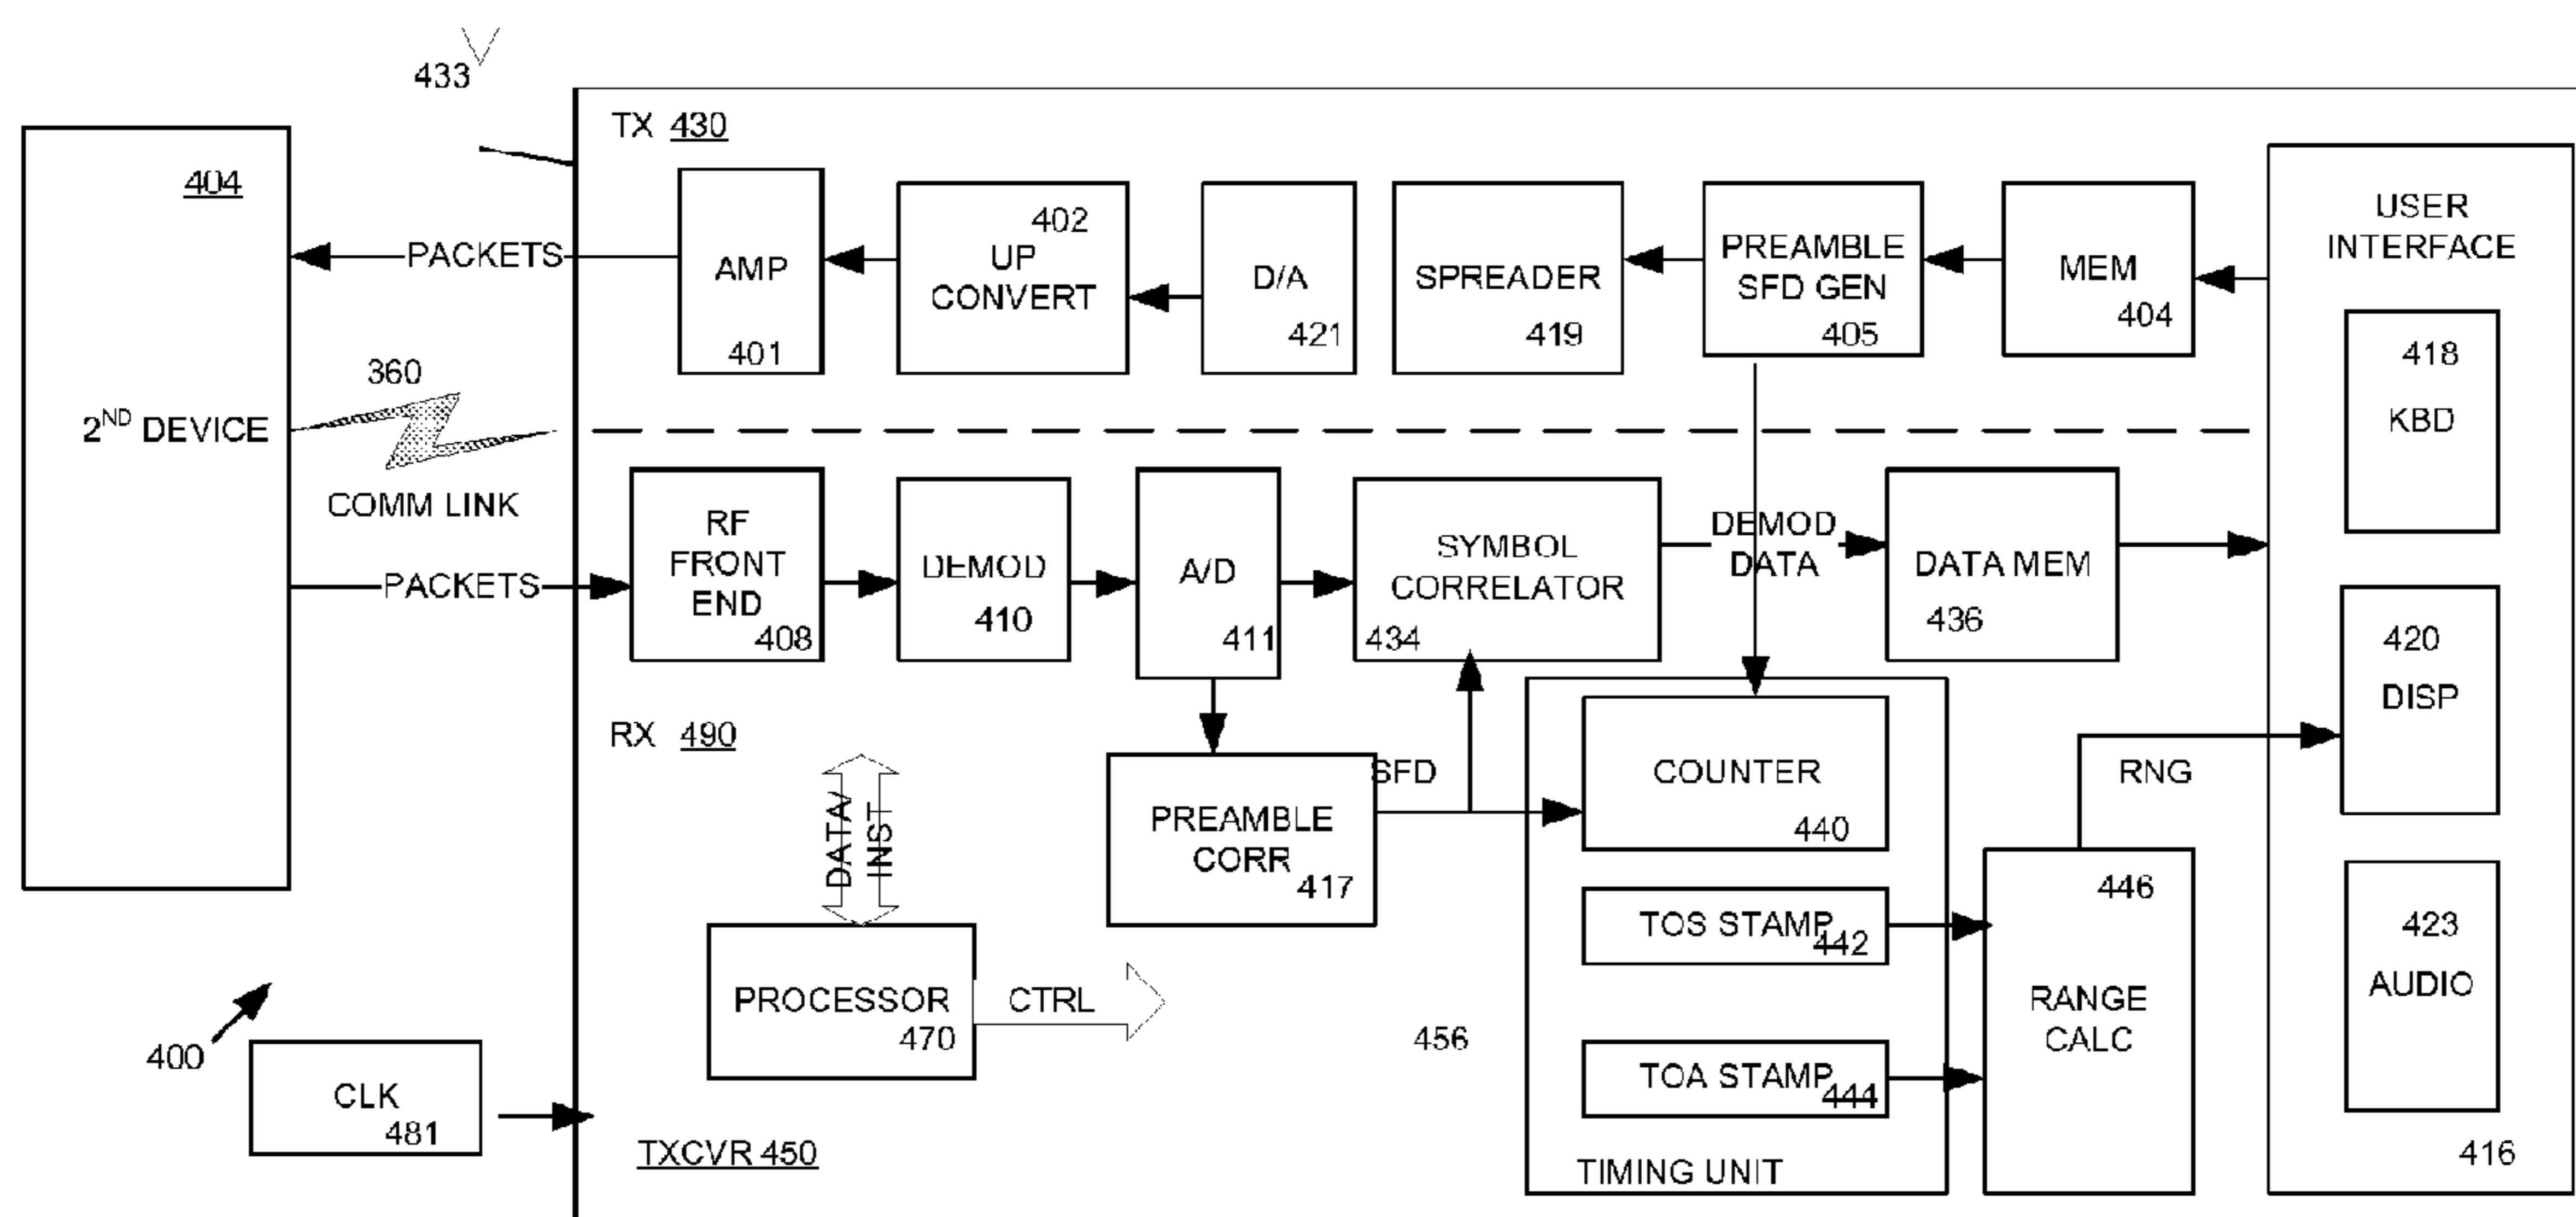 433
TX 430
404
2ND DEVICE
PACKETS
AMP
401
402
UP
CONVERT
D/A
421
SPREADER
419
PREAMBLE
SFD GEN
405
MEM
404
USER
INTERFACE
418
KBD
360
COMM LINK
PACKETS
RF
FRONT
END
408
DEMOD
410
A/D
411
SYMBOL
CORRELATOR
434
DEMOD
DATA
DATA MEM
436
420
DISP
RX 490
DATA/
INST
PREAMBLE
CORR
417
SFD
COUNTER
440
RNG
TOS STAMP
442
446
RANGE
CALC
423
AUDIO
PROCESSOR
470
CTRL
456
TOA STAMP
444
400
CLK
481
TXCVR 450
TIMING UNIT
416